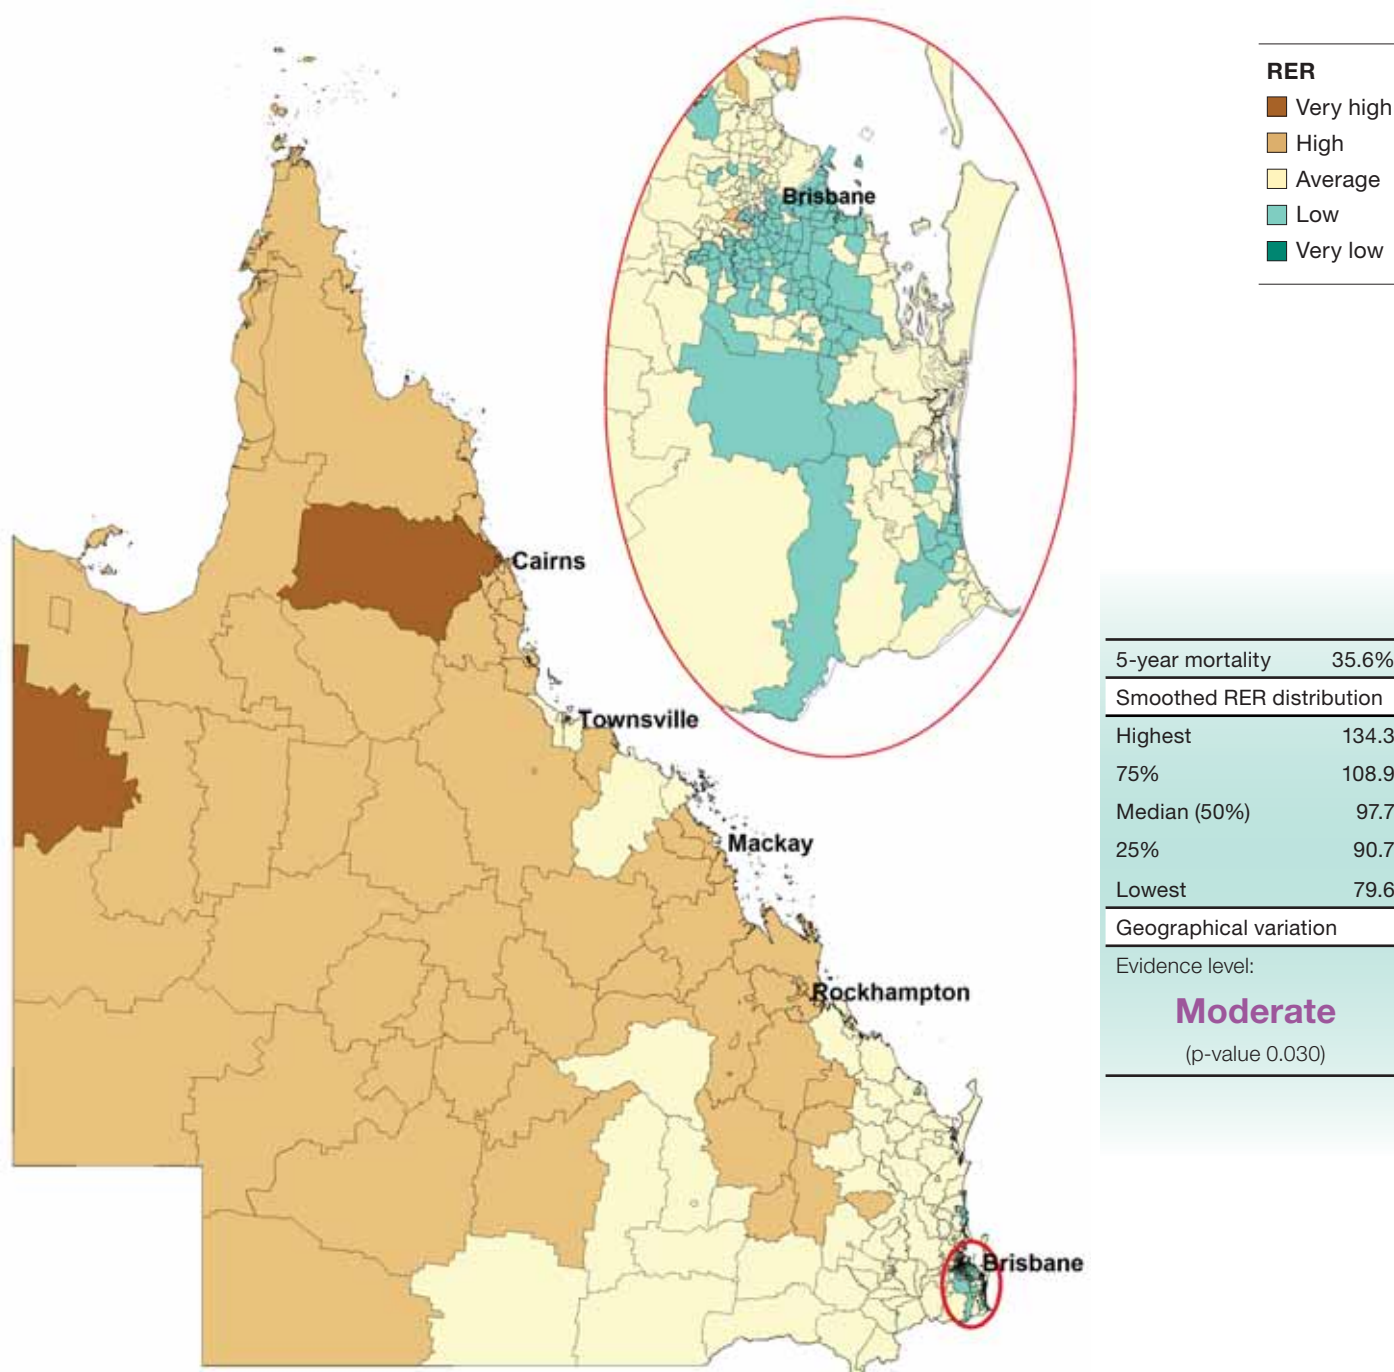 Brisbane
RER
Very high
High
Average
Low
Very low
Cairns
Townsville
Mackay
Rockhampton
Brisbane
5-year mortality 35.6%
Smoothed RER distribution
Highest 134.3
75% 108.9
Median (50%) 97.7
25% 90.7
Lowest 79.6
Geographical variation
Evidence level:
Moderate
(p-value 0.030)